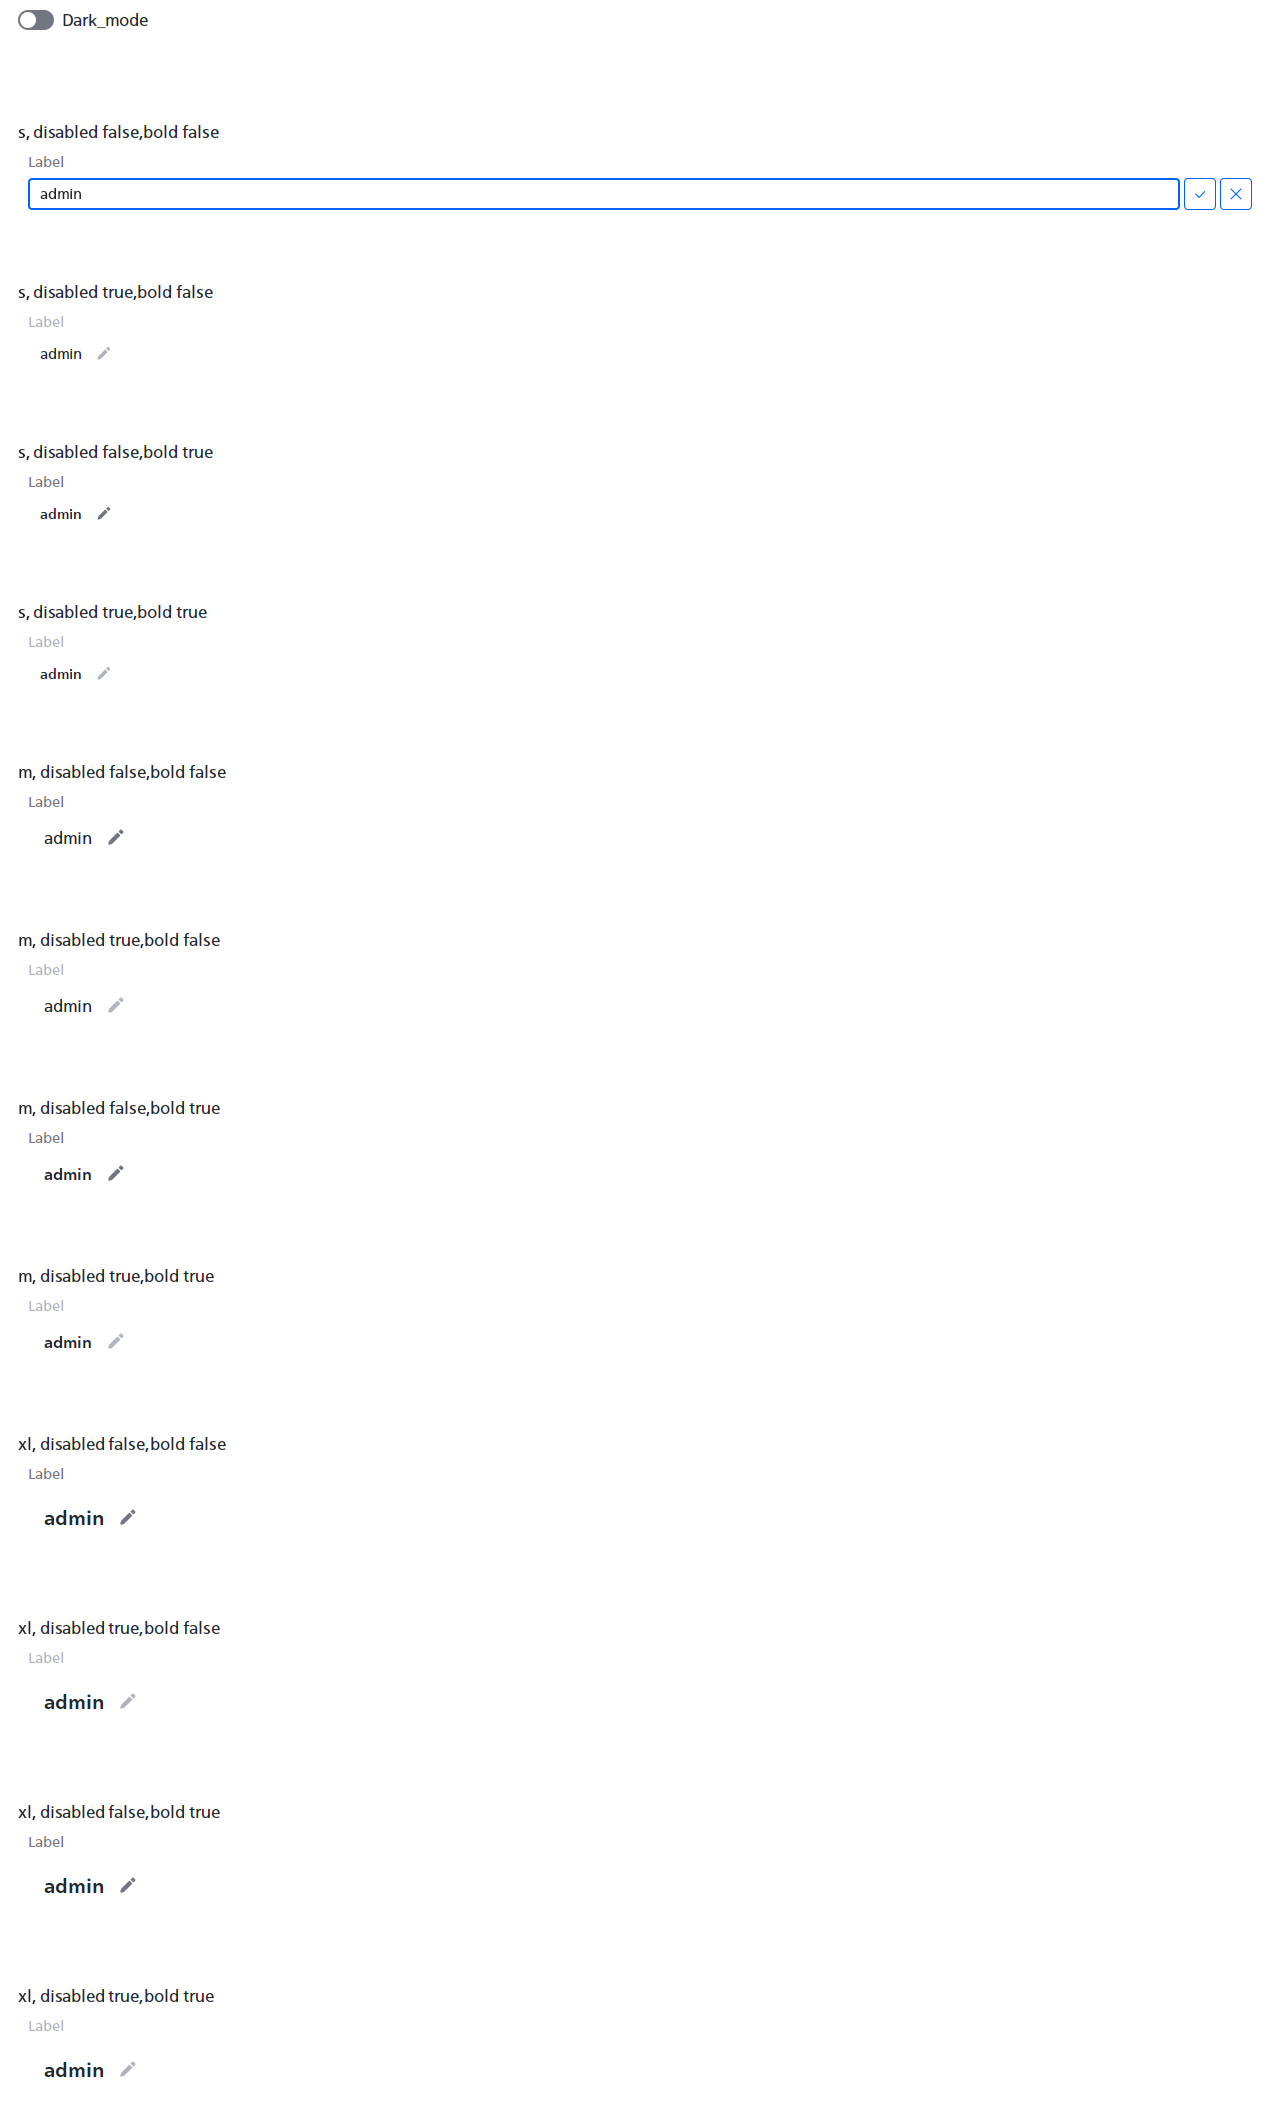 Dark_mode
s, disabled false,bold false
Label
admin
s, disabled true,bold false
Label
admin
s, disabled false,bold true
Label
admin
s, disabled true,bold true
Label
admin
m, disabled false,bold false
Label
admin
m, disabled true,bold false
Label
admin
m, disabled false,bold true
Label
admin
m, disabled true,bold true
Label
admin
xl, disabled false,bold false
Label
admin
xl, disabled true,bold false
Label
admin
xl, disabled false,bold true
Label
admin
xl, disabled true,bold true
Label
admin